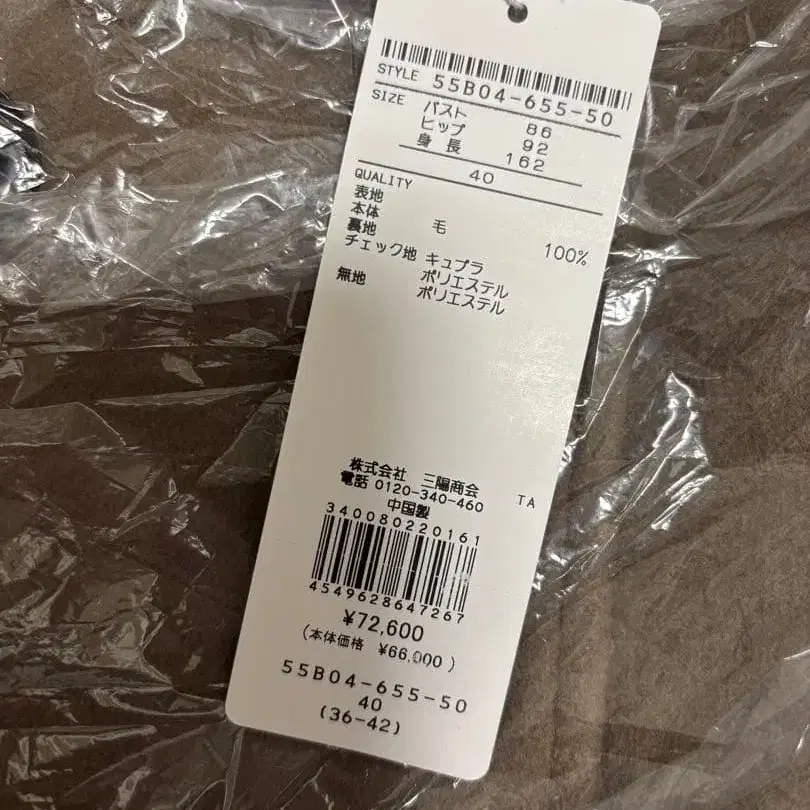 STYLE 55B04-655-50
SIZE バスト 86
ヒップ 92
身長 162
40
QUALITY
表地
本体 毛 100%
裏地
チェック地 キュプラ
ポリエステル
無地 ポリエステル
株式会社 三陽商会 TA
電話 0120-340-460
中国製
340080220161
4549628647267
¥72,600
(本体価格 ¥66,000)
55B04-655-50
40
(36-42)